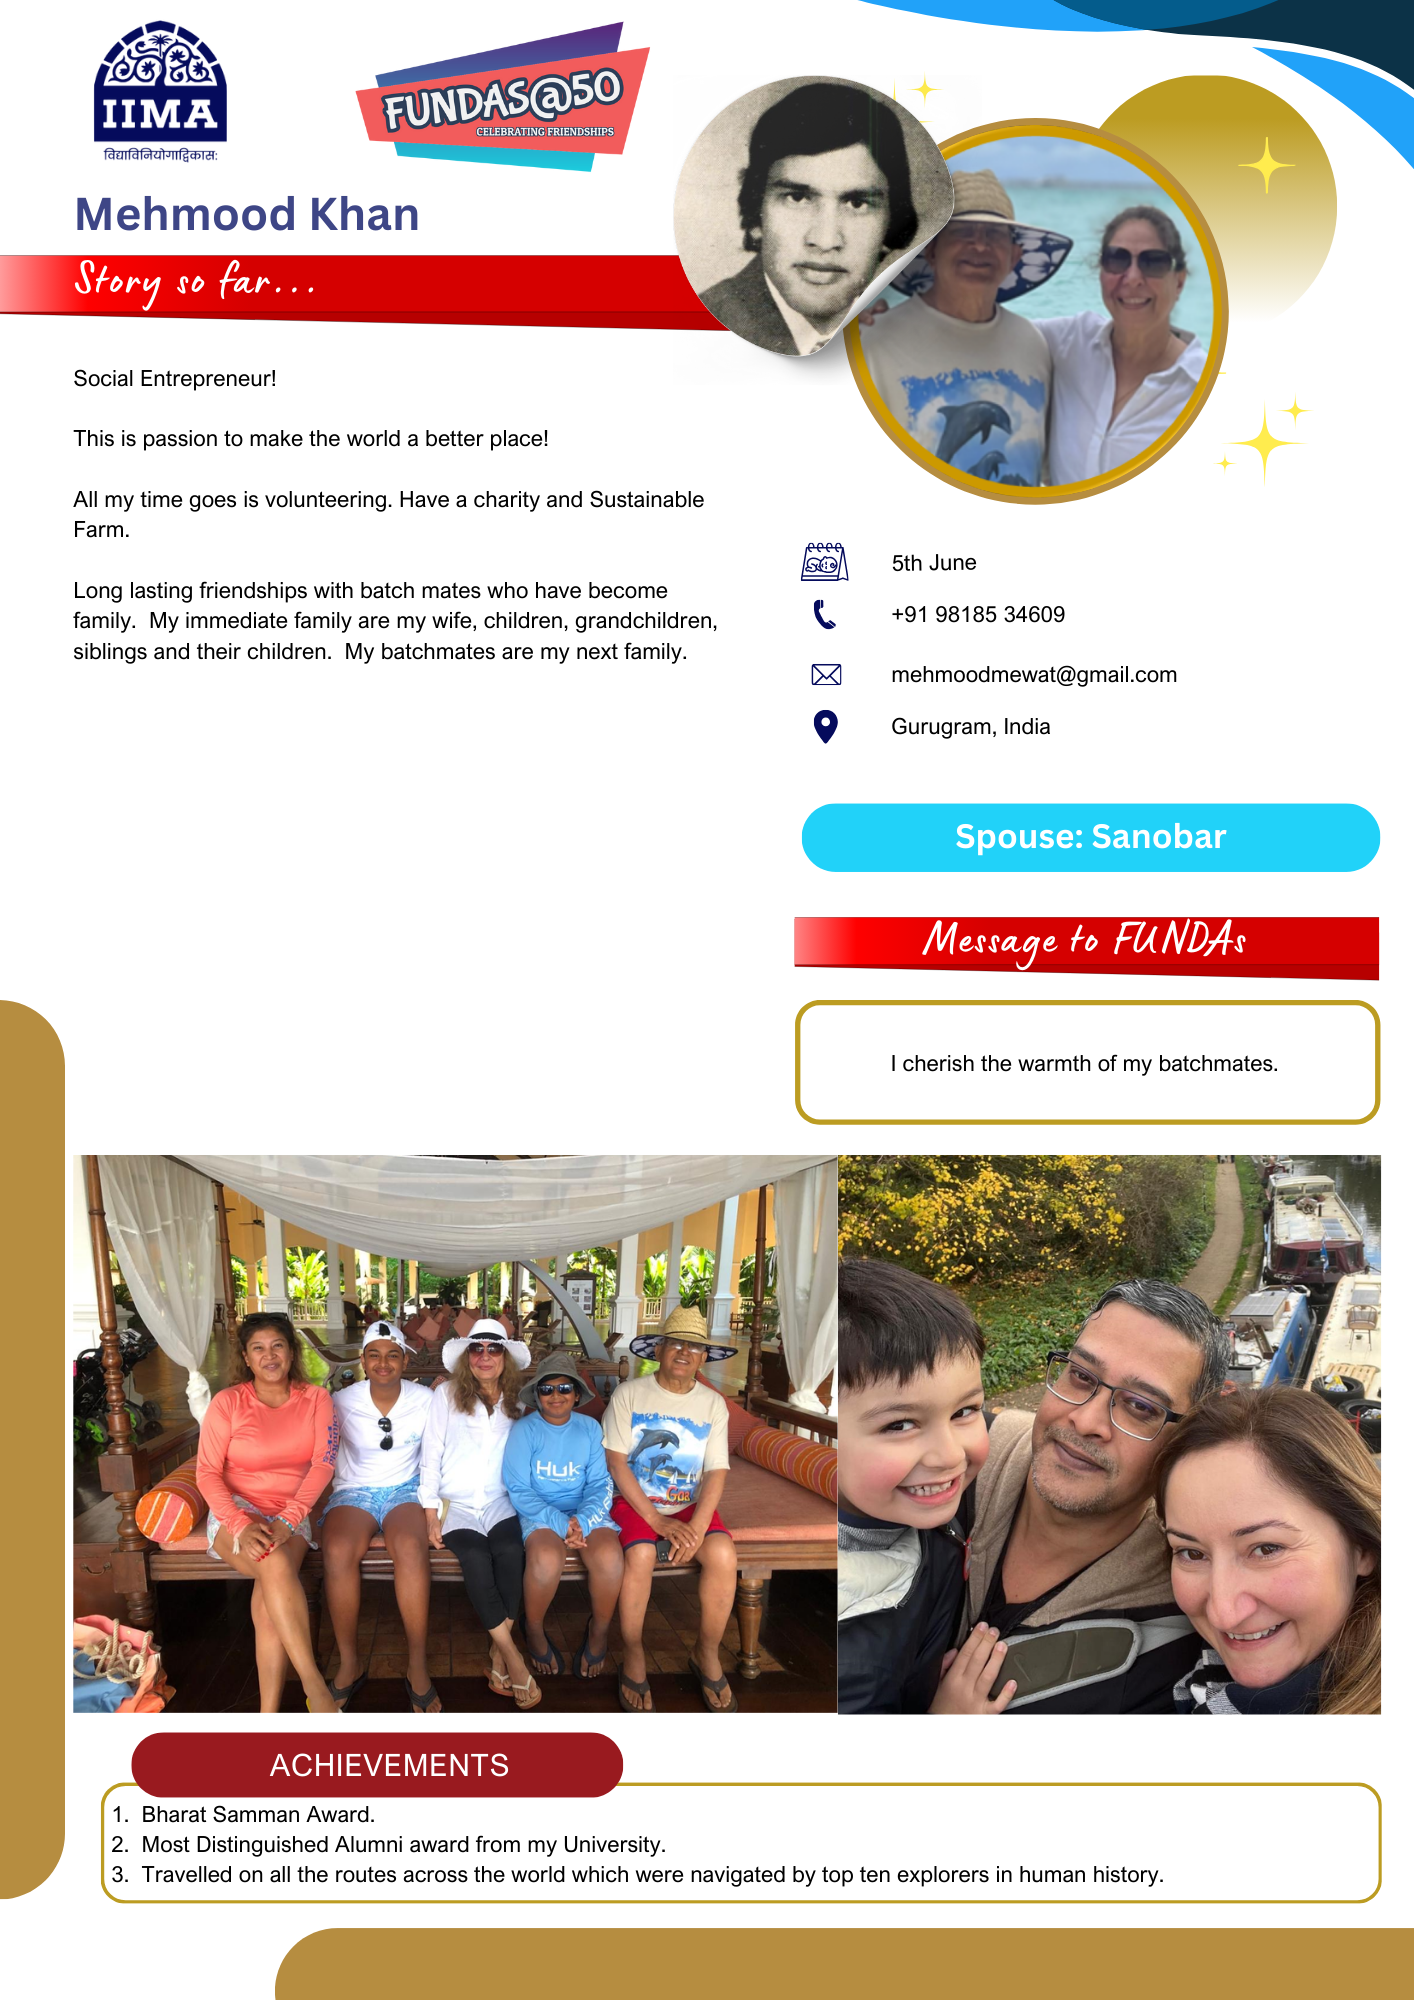 IIMA
विद्याविनियोगाद्विकासः
FUNDAS@50
CELEBRATING FRIENDSHIPS
Mehmood Khan
Story so far...
Social Entrepreneur!
This is passion to make the world a better place!
All my time goes is volunteering. Have a charity and Sustainable
Farm.
Long lasting friendships with batch mates who have become
family.  My immediate family are my wife, children, grandchildren,
siblings and their children.  My batchmates are my next family.
5th June
+91 98185 34609
mehmoodmewat@gmail.com
Gurugram, India
Spouse: Sanobar
Message to FUNDAs
I cherish the warmth of my batchmates.
Huk
Goa
ACHIEVEMENTS
1. Bharat Samman Award.
2. Most Distinguished Alumni award from my University.
3. Travelled on all the routes across the world which were navigated by top ten explorers in human history.